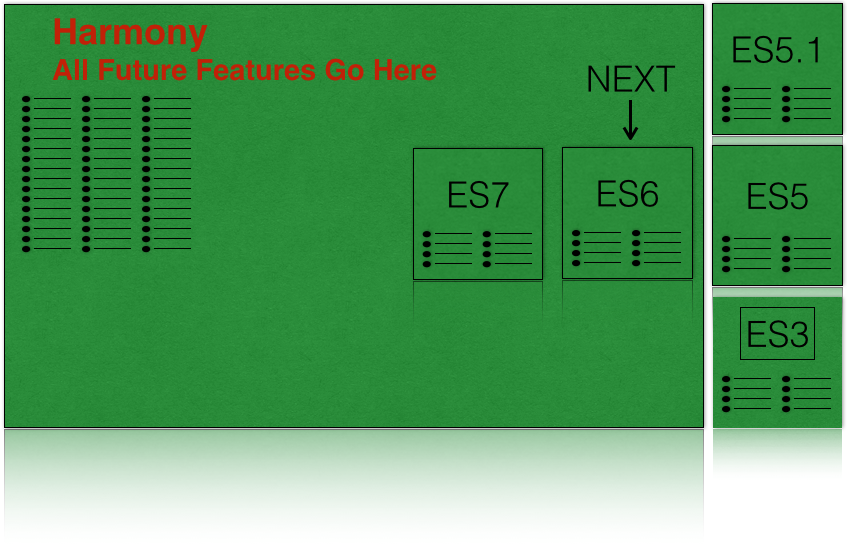 Harmony
All Future Features Go Here
NEXT
ES7
ES6
ES5.1
ES5
ES3